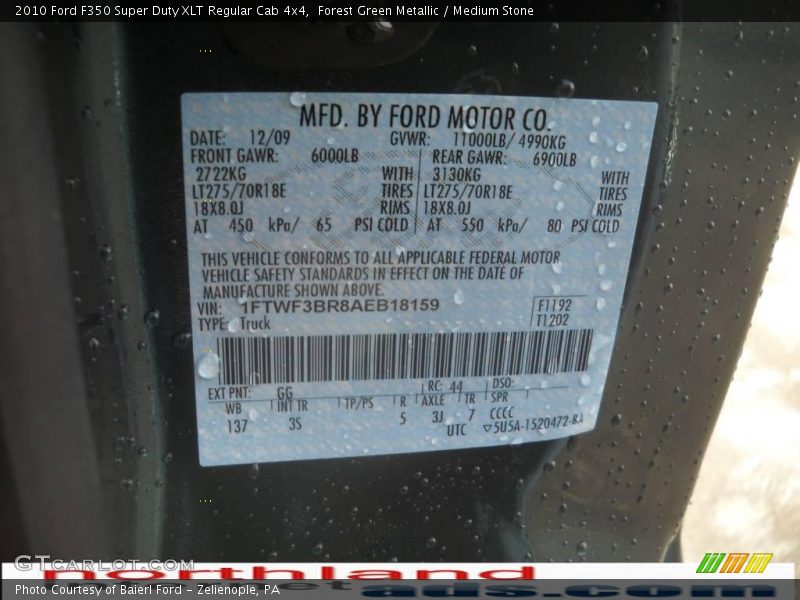 2010 Ford F350 Super Duty XLT Regular Cab 4x4,  Forest Green Metallic / Medium Stone
MFD. BY FORD MOTOR CO.
DATE: 12/09 GVWR: 11000LB/ 4990KG
FRONT GAWR: 6000LB REAR GAWR: 6900LB
2722KG WITH 3130KG WITH
LT275/70R18E TIRES LT275/70R18E TIRES
18X8.0J RIMS 18X8.0J RIMS
AT 450 kPa/ 65 PSI COLD AT 550 kPa/ 80 PSI COLD
THIS VEHICLE CONFORMS TO ALL APPLICABLE FEDERAL MOTOR
VEHICLE SAFETY STANDARDS IN EFFECT ON THE DATE OF
MANUFACTURE SHOWN ABOVE.
VIN: 1FTWF3BR8AEB18159 F1192
TYPE: Truck T1202
EXT PNT: GG RC: 44 DSO:
WB INT TR TP/PS R AXLE TR SPR
137 3S 5 3J 7 CCCC
UTC ▽5U5A-1520472-BA
GTcarlot.com
Photo Courtesy of Baierl Ford - Zelienople, PA